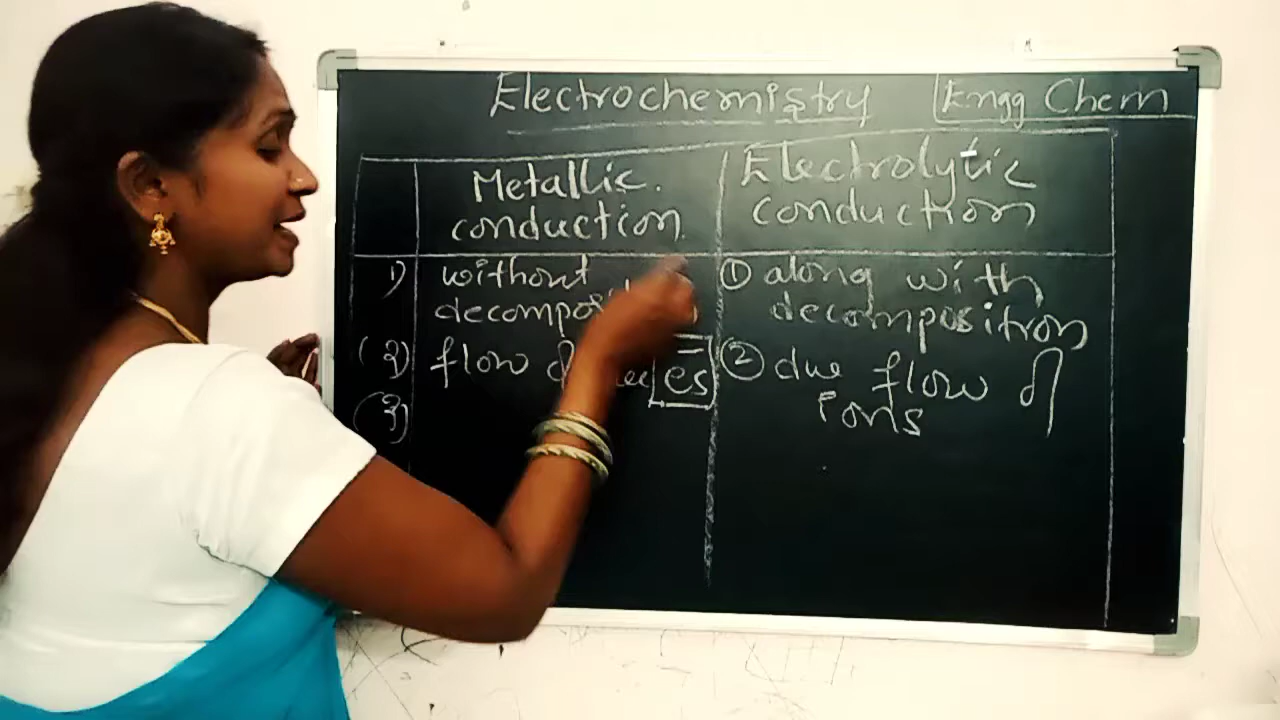 Electrochemistry Engg Chem
Metallic.
conduction.
Electrolytic
conduction
1) without
① along with
decomposition
(2) flow es
② due flow of
ions
(3)